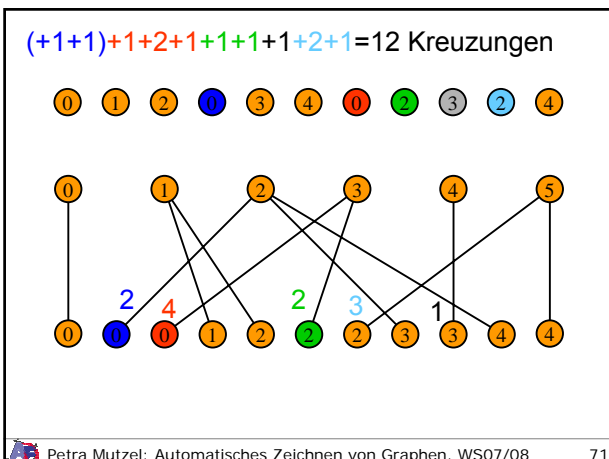 (+1+1)+1+2+1+1+1+1+2+1=12 Kreuzungen
0 1 2 0 3 4 0 2 3 2 4
0 1 2 3 4 5
2 4 2 3 1
0 0 0 1 2 2 2 3 3 4 4
Petra Mutzel: Automatisches Zeichnen von Graphen, WS07/08 71